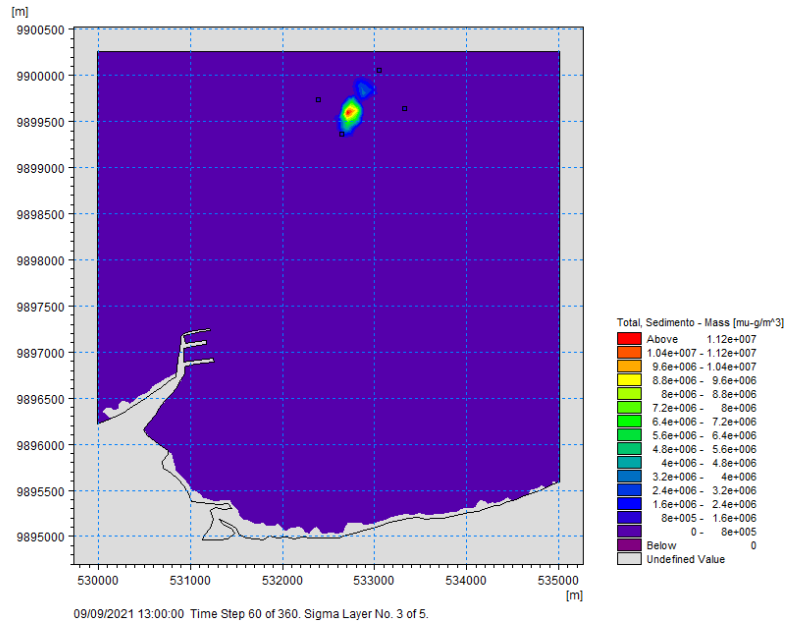 [m]
9900500
9900000
9899500
9899000
9898500
9898000
9897500
9897000
9896500
9896000
9895500
9895000
530000 531000 532000 533000 534000 535000
[m]
09/09/2021 13:00:00 Time Step 60 of 360. Sigma Layer No. 3 of 5.
Total, Sedimento - Mass [mu-g/m^3]
Above 1.12e+007
1.04e+007 - 1.12e+007
9.6e+006 - 1.04e+007
8.8e+006 - 9.6e+006
8e+006 - 8.8e+006
7.2e+006 - 8e+006
6.4e+006 - 7.2e+006
5.6e+006 - 6.4e+006
4.8e+006 - 5.6e+006
4e+006 - 4.8e+006
3.2e+006 - 4e+006
2.4e+006 - 3.2e+006
1.6e+006 - 2.4e+006
8e+005 - 1.6e+006
0 - 8e+005
Below 0
Undefined Value